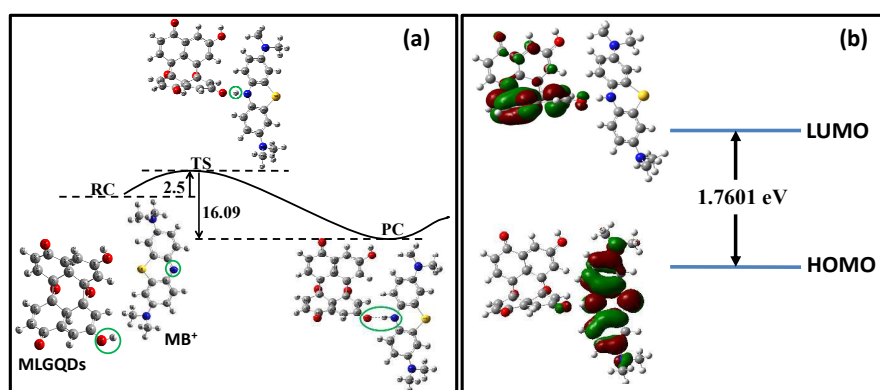 (a)
TS
RC
2.5
16.09
PC
MLGQDs
MB⁺
(b)
LUMO
1.7601 eV
HOMO